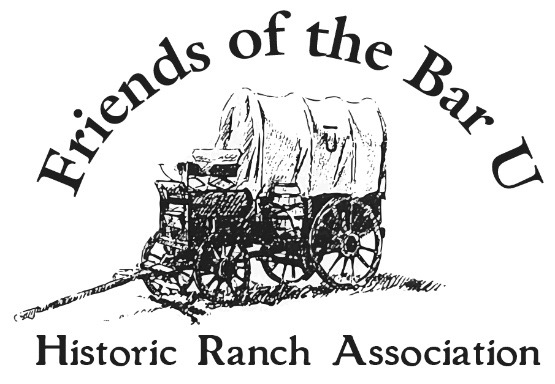 Friends of the Bar U
U
Historic Ranch Association